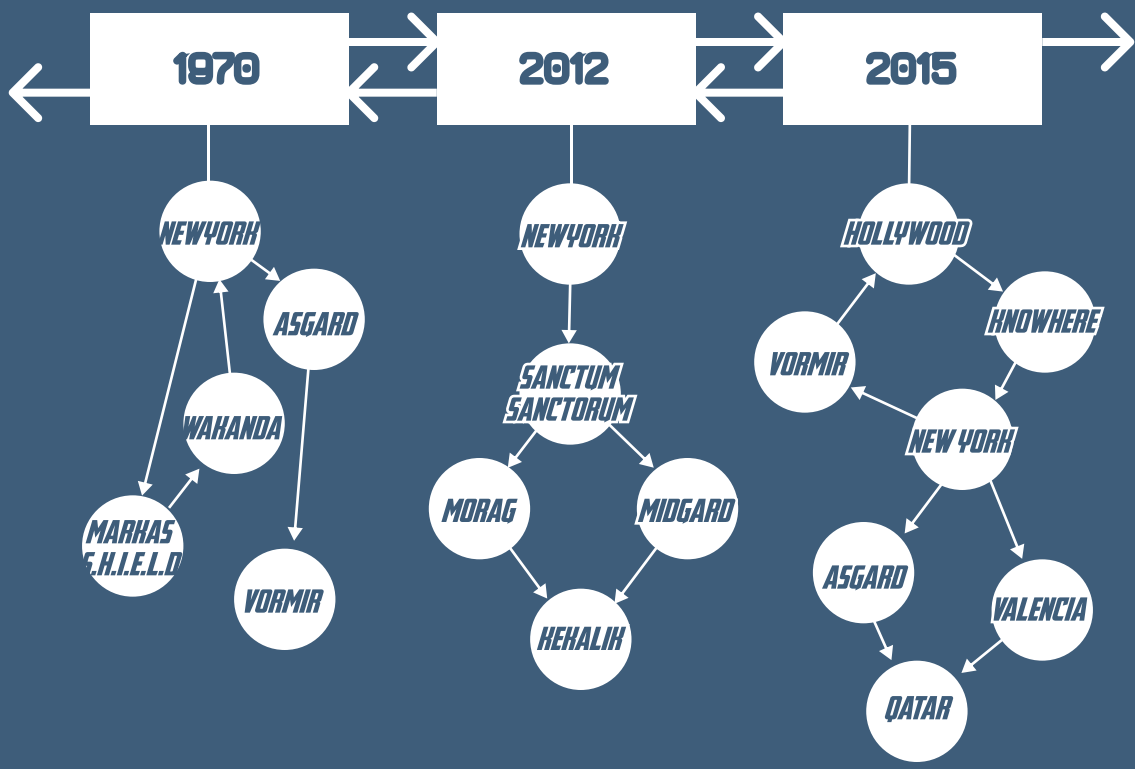 1970
2012
2015
NEWYORK
ASGARD
WAKANDA
MARKAS
S.H.I.E.L.D
VORMIR
NEWYORK
SANCTUM
SANCTORUM
MORAG
MIDGARD
KEKALIK
HOLLYWOOD
KNOWHERE
VORMIR
NEW YORK
ASGARD
VALENCIA
QATAR